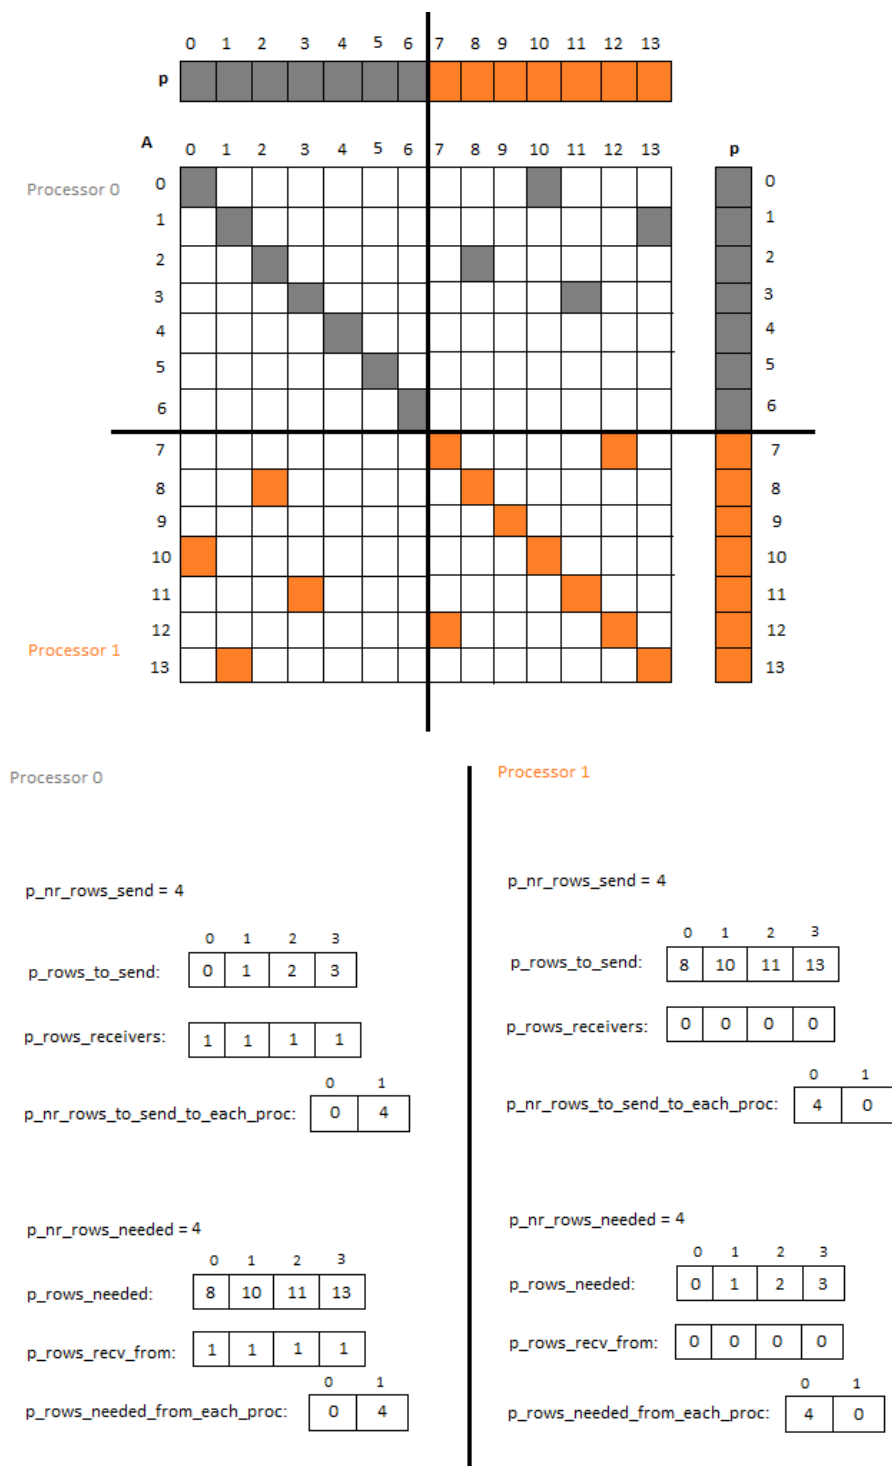 0 1 2 3 4 5 6 7 8 9 10 11 12 13
p
A 0 1 2 3 4 5 6 7 8 9 10 11 12 13 p
Processor 0
0 0
1 1
2 2
3 3
4 4
5 5
6 6
7 7
8 8
9 9
10 10
11 11
12 12
Processor 1
13 13
Processor 0
p_nr_rows_send = 4
0 1 2 3
p_rows_to_send: 0 1 2 3
p_rows_receivers: 1 1 1 1
0 1
p_nr_rows_to_send_to_each_proc: 0 4
p_nr_rows_needed = 4
0 1 2 3
p_rows_needed: 8 10 11 13
p_rows_recv_from: 1 1 1 1
0 1
p_rows_needed_from_each_proc: 0 4
Processor 1
p_nr_rows_send = 4
0 1 2 3
p_rows_to_send: 8 10 11 13
p_rows_receivers: 0 0 0 0
0 1
p_nr_rows_to_send_to_each_proc: 4 0
p_nr_rows_needed = 4
0 1 2 3
p_rows_needed: 0 1 2 3
p_rows_recv_from: 0 0 0 0
0 1
p_rows_needed_from_each_proc: 4 0